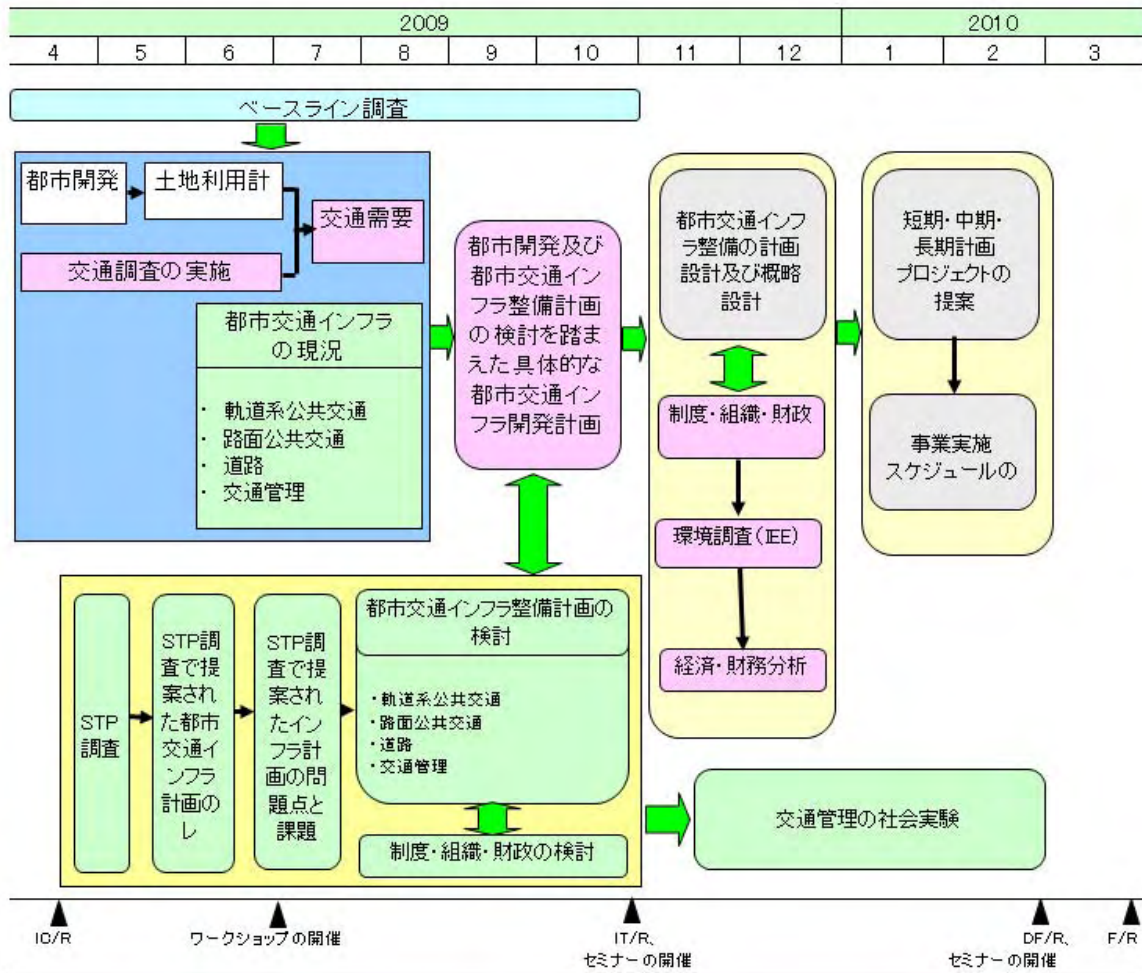 2009
2010
4 5 6 7 8 9 10 11 12 1 2 3
ベースライン調査
都市開発
土地利用計
交通需要
交通調査の実施
都市交通インフラ
の現況
・ 軌道系公共交通
・ 路面公共交通
・ 道路
・ 交通管理
都市開発及び
都市交通イン
フラ整備計画
の検討を踏ま
えた具体的な
都市交通イン
フラ開発計画
都市交通インフ
ラ整備の計画
設計及び概略
設計
制度・組織・財政
環境調査(IEE)
経済・財務分析
短期・中期・
長期計画
プロジェクトの
提案
事業実施
スケジュールの
STP
調査
STP調
査で提
案され
た都市
交通イ
ンフラ
計画の
レ
STP調
査で提
案され
たイン
フラ計
画の問
題点と
課題
都市交通インフラ整備計画の
検討
・軌道系公共交通
・路面公共交通
・道路
・交通管理
制度・組織・財政の検討
交通管理の社会実験
IC/R
ワークショップの開催
IT/R、
セミナーの開催
DF/R、
セミナーの開催
F/R